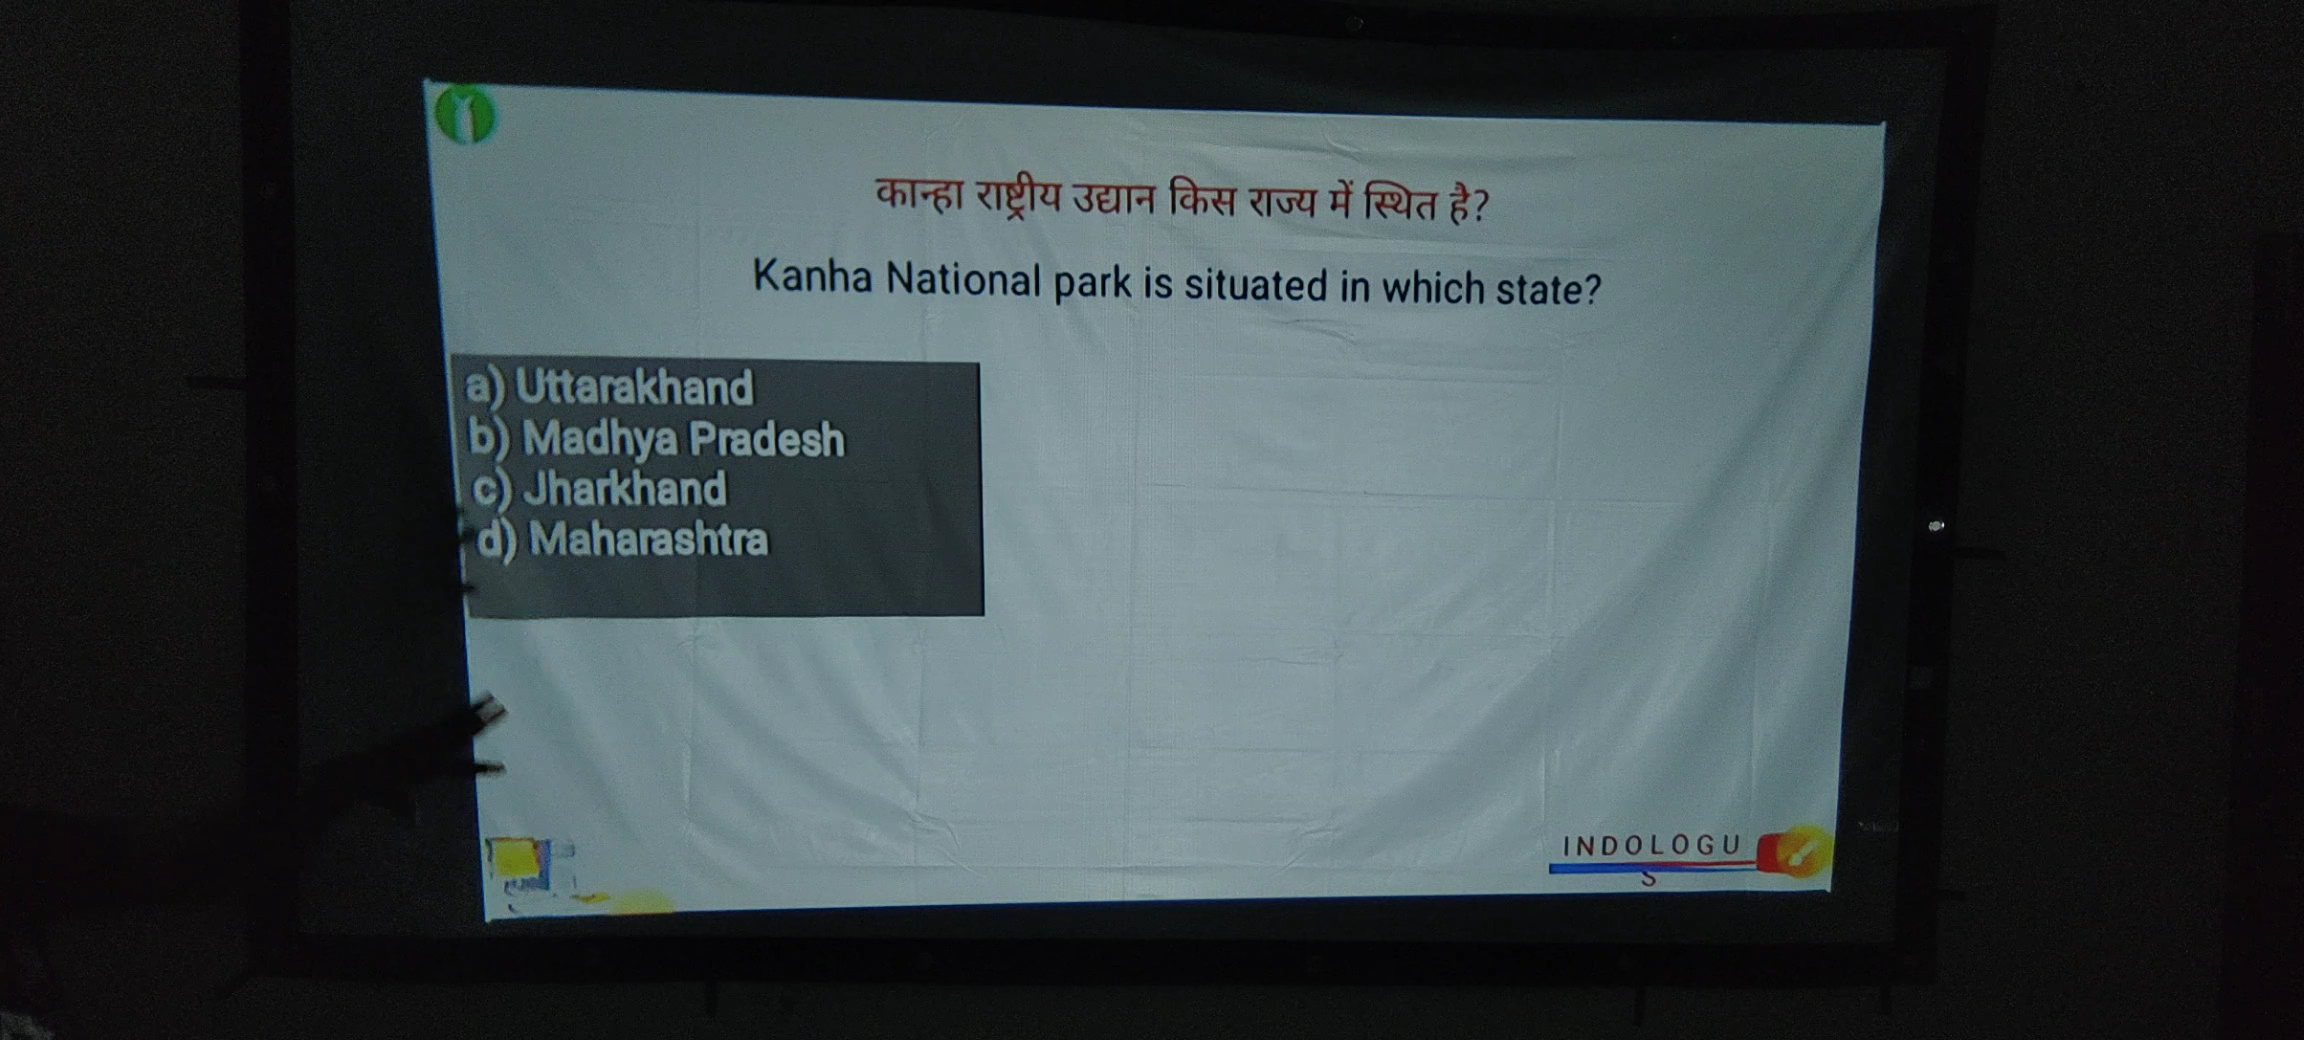 कान्हा राष्ट्रीय उद्यान किस राज्य में स्थित है?
Kanha National park is situated in which state?
a) Uttarakhand
b) Madhya Pradesh
c) Jharkhand
d) Maharashtra
INDOLOGU
S